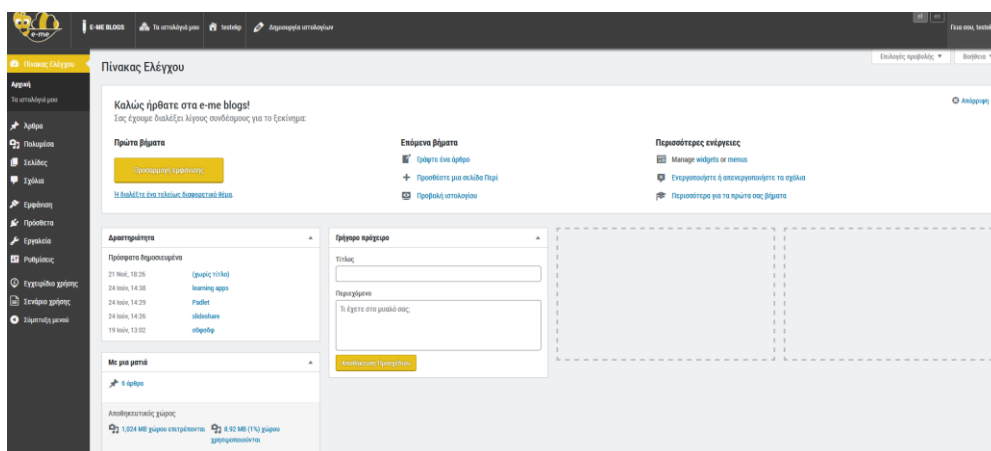 e-me
E-ME BLOGS
Τα ιστολόγιά μου
testekp
Δημιουργία ιστολογίων
el
en
Γεια σου, testek
Πίνακας Ελέγχου
Αρχική
Τα ιστολόγιά μου
Άρθρα
Πολυμέσα
Σελίδες
Σχόλια
Εμφάνιση
Πρόσθετα
Εργαλεία
Ρυθμίσεις
Εγχειρίδιο χρήσης
Σενάριο χρήσης
Σύμπτυξη μενού
Πίνακας Ελέγχου
Επιλογές προβολής
Βοήθεια
Καλώς ήρθατε στα e-me blogs!
Σας έχουμε διαλέξει λίγους συνδέσμους για το ξεκίνημα:
Απόρριψη
Πρώτα βήματα
Προσαρμογή εμφάνισης
Ή διαλέξτε ένα τελείως διαφορετικό θέμα.
Επόμενα βήματα
Γράψτε ένα άρθρο
Προσθέστε μια σελίδα Περί
Προβολή ιστολογίου
Περισσότερες ενέργειες
Manage widgets or menus
Ενεργοποιήστε ή απενεργοποιήστε τα σχόλια
Περισσότερα για τα πρώτα σας βήματα
Δραστηριότητα
Πρόσφατα δημοσιευμένα
21 Νοέ, 18:26 (χωρίς τίτλο)
24 Ιούν, 14:38 learning apps
24 Ιούν, 14:29 Padlet
24 Ιούν, 14:26 slideshare
19 Ιούν, 13:02
Με μια ματιά
6 άρθρα
Αποθηκευτικός χώρος
1,024 MB χώρου επιτρέπονται
8.92 MB (1%) χώρου
χρησιμοποιούνται
Γρήγορο πρόχειρο
Τίτλος
Περιεχόμενο
Τι έχετε στο μυαλό σας;
Αποθήκευση Προσχεδίου